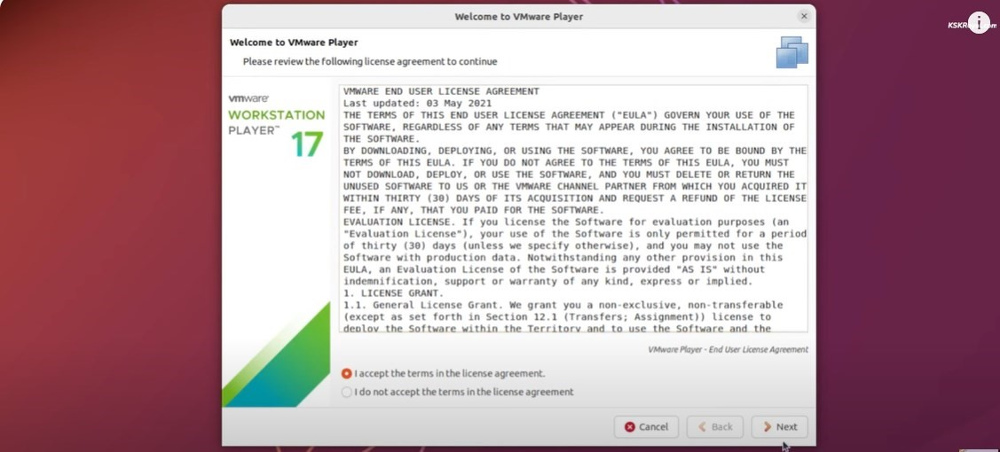 Welcome to VMware Player
Welcome to VMware Player
Please review the following license agreement to continue
vmware
WORKSTATION
PLAYER™
17
VMWARE END USER LICENSE AGREEMENT
Last updated: 03 May 2021
THE TERMS OF THIS END USER LICENSE AGREEMENT ("EULA") GOVERN YOUR USE OF THE
SOFTWARE, REGARDLESS OF ANY TERMS THAT MAY APPEAR DURING THE INSTALLATION OF
THE SOFTWARE.
BY DOWNLOADING, DEPLOYING, OR USING THE SOFTWARE, YOU AGREE TO BE BOUND BY THE
TERMS OF THIS EULA. IF YOU DO NOT AGREE TO THE TERMS OF THIS EULA, YOU MUST
NOT DOWNLOAD, DEPLOY, OR USE THE SOFTWARE, AND YOU MUST DELETE OR RETURN THE
UNUSED SOFTWARE TO US OR THE VMWARE CHANNEL PARTNER FROM WHICH YOU ACQUIRED IT
WITHIN THIRTY (30) DAYS OF ITS ACQUISITION AND REQUEST A REFUND OF THE LICENSE
FEE, IF ANY, THAT YOU PAID FOR THE SOFTWARE.
EVALUATION LICENSE. If you license the Software for evaluation purposes (an
"Evaluation License"), your use of the Software is only permitted for a period
of thirty (30) days (unless we specify otherwise), and you may not use the
Software with production data. Notwithstanding any other provision in this
EULA, an Evaluation License of the Software is provided "AS IS" without
indemnification, support or warranty of any kind, express or implied.
1. LICENSE GRANT.
1.1. General License Grant. We grant you a non-exclusive, non-transferable
(except as set forth in Section 12.1 (Transfers; Assignment)) license to
deploy the Software within the Territory and to use the Software and the
VMware Player - End User License Agreement
I accept the terms in the license agreement.
I do not accept the terms in the license agreement
Cancel
Back
Next